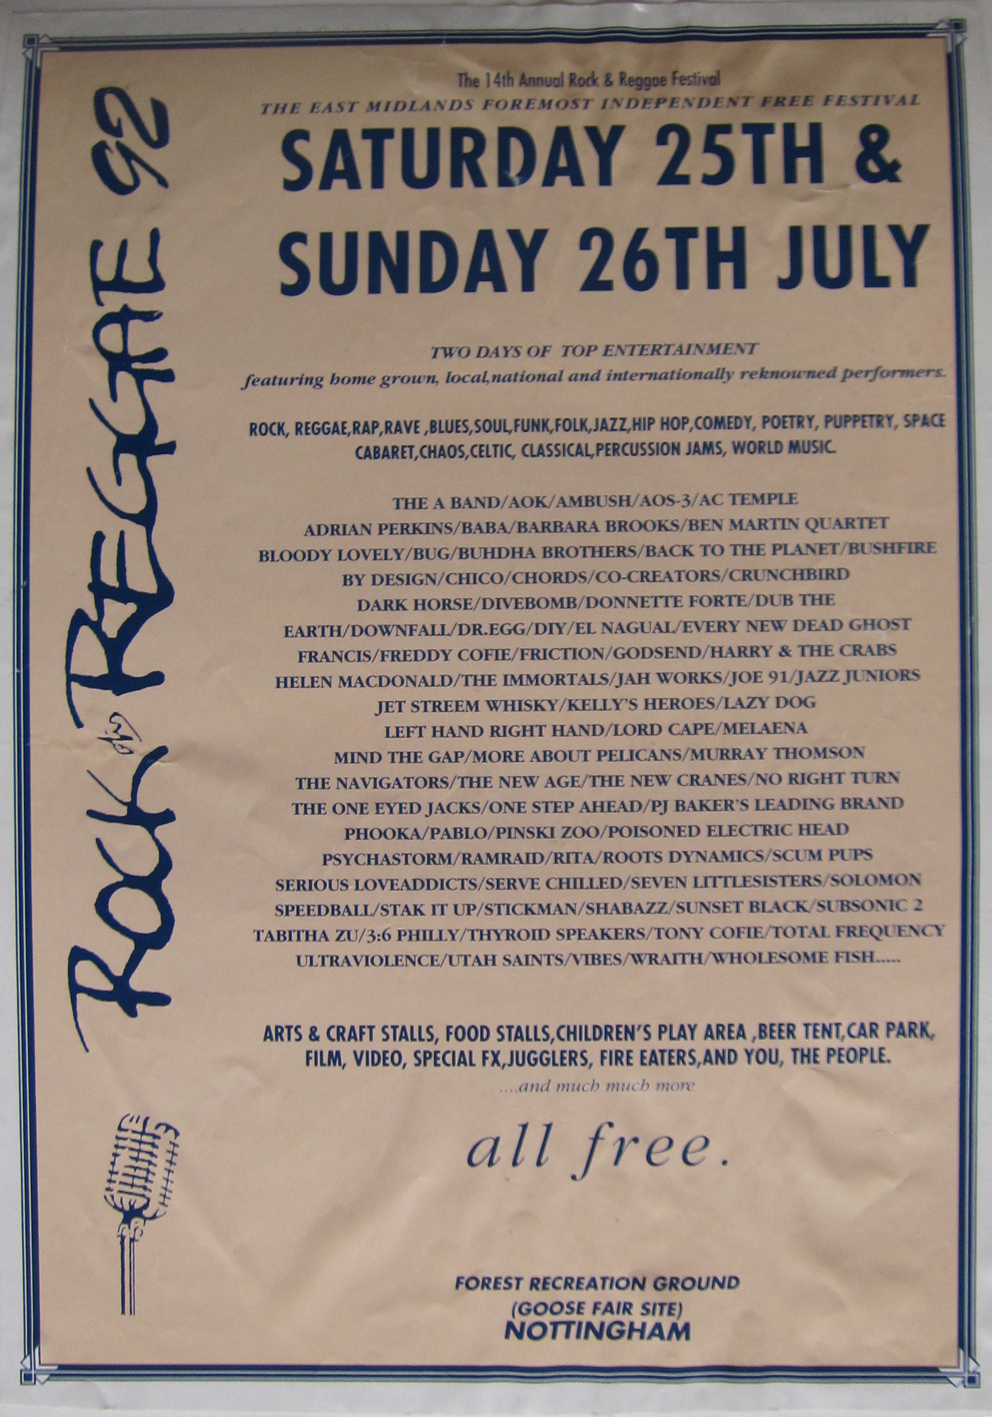 ROCK & REGGAE 92
The 14th Annual Rock & Reggae Festival
THE EAST MIDLANDS FOREMOST INDEPENDENT FREE FESTIVAL
SATURDAY 25TH &
SUNDAY 26TH JULY
TWO DAYS OF TOP ENTERTAINMENT
featuring home grown, local,national and internationally reknowned performers.
ROCK, REGGAE,RAP,RAVE ,BLUES,SOUL,FUNK,FOLK,JAZZ,HIP HOP,COMEDY, POETRY, PUPPETRY, SPACE
CABARET,CHAOS,CELTIC, CLASSICAL,PERCUSSION JAMS, WORLD MUSIC.
THE A BAND/AOK/AMBUSH/AOS-3/AC TEMPLE
ADRIAN PERKINS/BABA/BARBARA BROOKS/BEN MARTIN QUARTET
BLOODY LOVELY/BUG/BUHDHA BROTHERS/BACK TO THE PLANET/BUSHFIRE
BY DESIGN/CHICO/CHORDS/CO-CREATORS/CRUNCHBIRD
DARK HORSE/DIVEBOMB/DONNETTE FORTE/DUB THE
EARTH/DOWNFALL/DR.EGG/DIY/EL NAGUAL/EVERY NEW DEAD GHOST
FRANCIS/FREDDY COFIE/FRICTION/GODSEND/HARRY & THE CRABS
HELEN MACDONALD/THE IMMORTALS/JAH WORKS/JOE 91/JAZZ JUNIORS
JET STREEM WHISKY/KELLY'S HEROES/LAZY DOG
LEFT HAND RIGHT HAND/LORD CAPE/MELAENA
MIND THE GAP/MORE ABOUT PELICANS/MURRAY THOMSON
THE NAVIGATORS/THE NEW AGE/THE NEW CRANES/NO RIGHT TURN
THE ONE EYED JACKS/ONE STEP AHEAD/PJ BAKER'S LEADING BRAND
PHOOKA/PABLO/PINSKI ZOO/POISONED ELECTRIC HEAD
PSYCHASTORM/RAMRAID/RITA/ROOTS DYNAMICS/SCUM PUPS
SERIOUS LOVEADDICTS/SERVE CHILLED/SEVEN LITTLESISTERS/SOLOMON
SPEEDBALL/STAK IT UP/STICKMAN/SHABAZZ/SUNSET BLACK/SUBSONIC 2
TABITHA ZU/3:6 PHILLY/THYROID SPEAKERS/TONY COFIE/TOTAL FREQUENCY
ULTRAVIOLENCE/UTAH SAINTS/VIBES/WRAITH/WHOLESOME FISH.....
ARTS & CRAFT STALLS, FOOD STALLS,CHILDREN'S PLAY AREA ,BEER TENT,CAR PARK,
FILM, VIDEO, SPECIAL FX,JUGGLERS, FIRE EATERS,AND YOU, THE PEOPLE.
....and much much more
all free.
FOREST RECREATION GROUND
(GOOSE FAIR SITE)
NOTTINGHAM